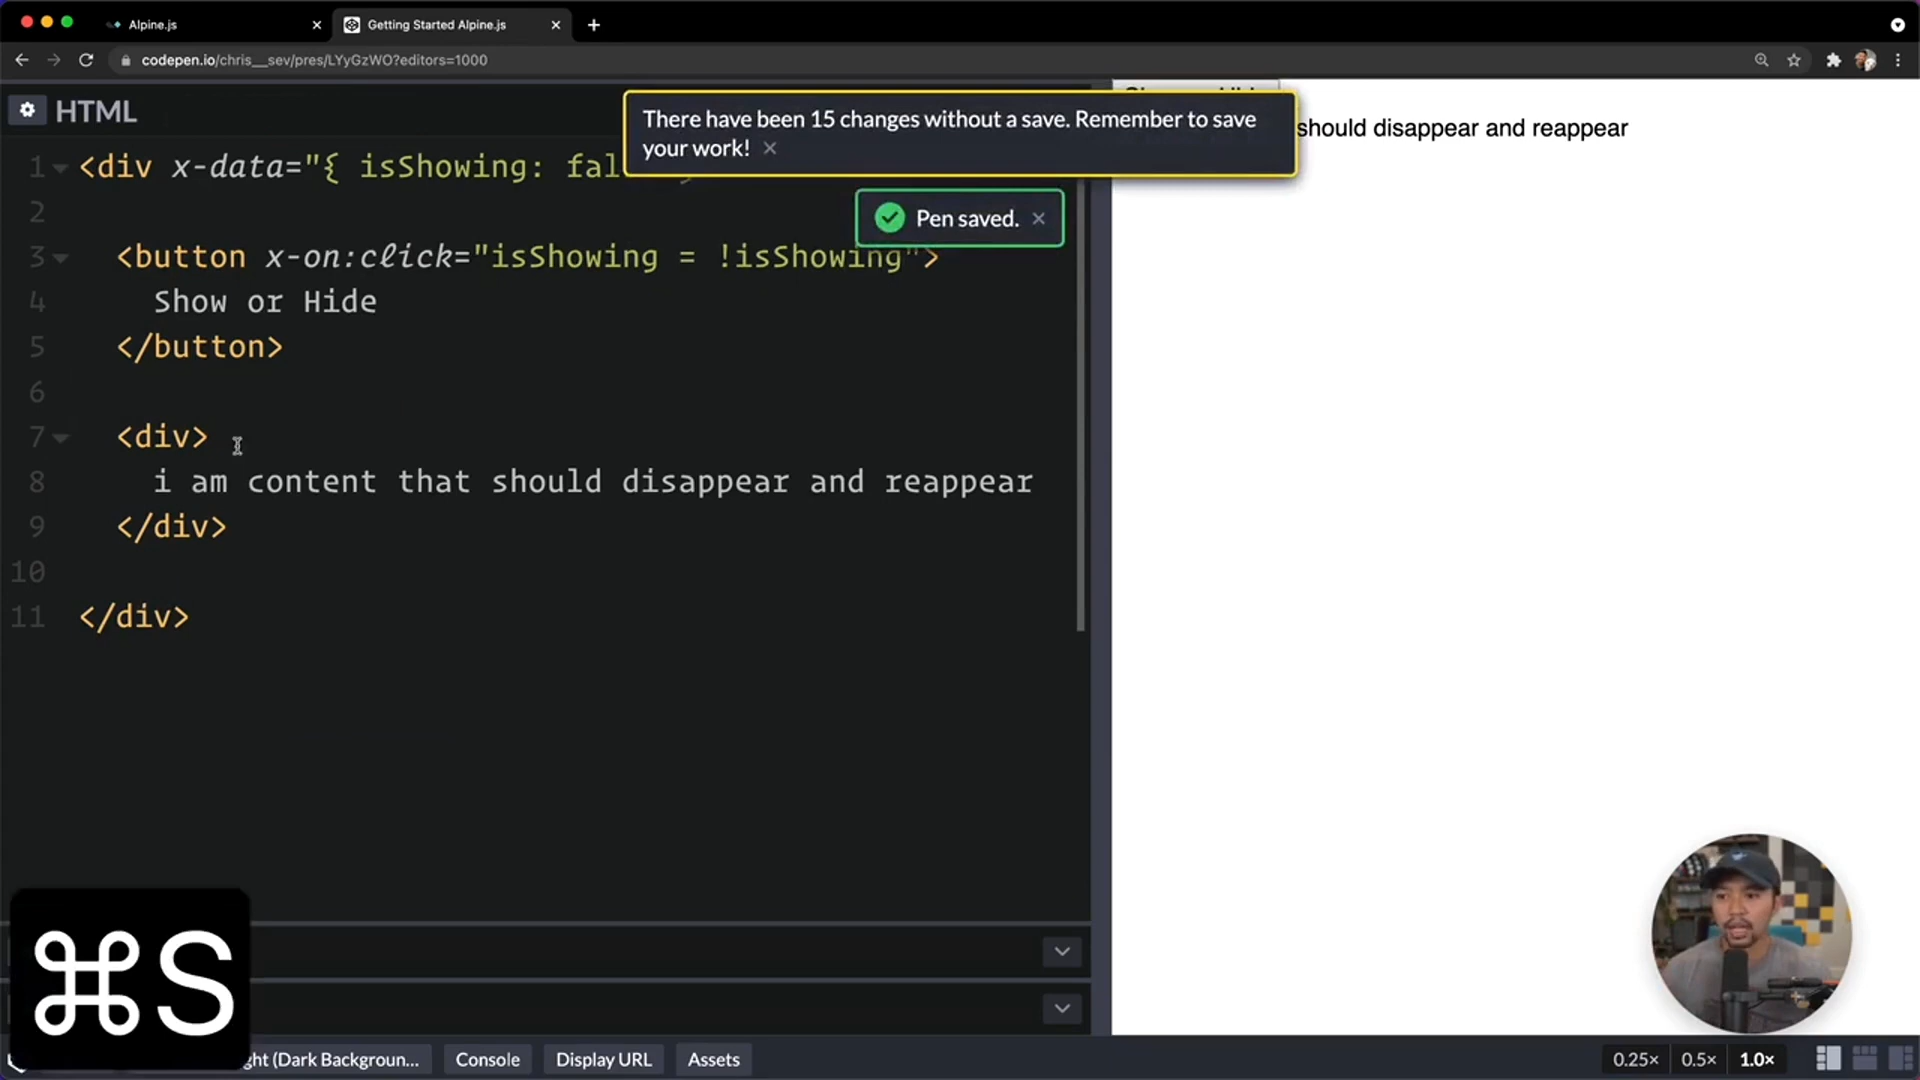 Alpine.js
Getting Started Alpine.js
codepen.io/chris__sev/pres/LYyGzWO?editors=1000
HTML
There have been 15 changes without a save. Remember to save
your work!
Pen saved.
should disappear and reappear
1 <div x-data="{ isShowing:
2
3 <button x-on:click="isShowing = !isShowing">
4 Show or Hide
5 </button>
6
7 <div>
8 i am content that should disappear and reappear
9 </div>
10
11 </div>
⌘S
ght (Dark Backgroun...
Console
Display URL
Assets
0.25×
0.5×
1.0×